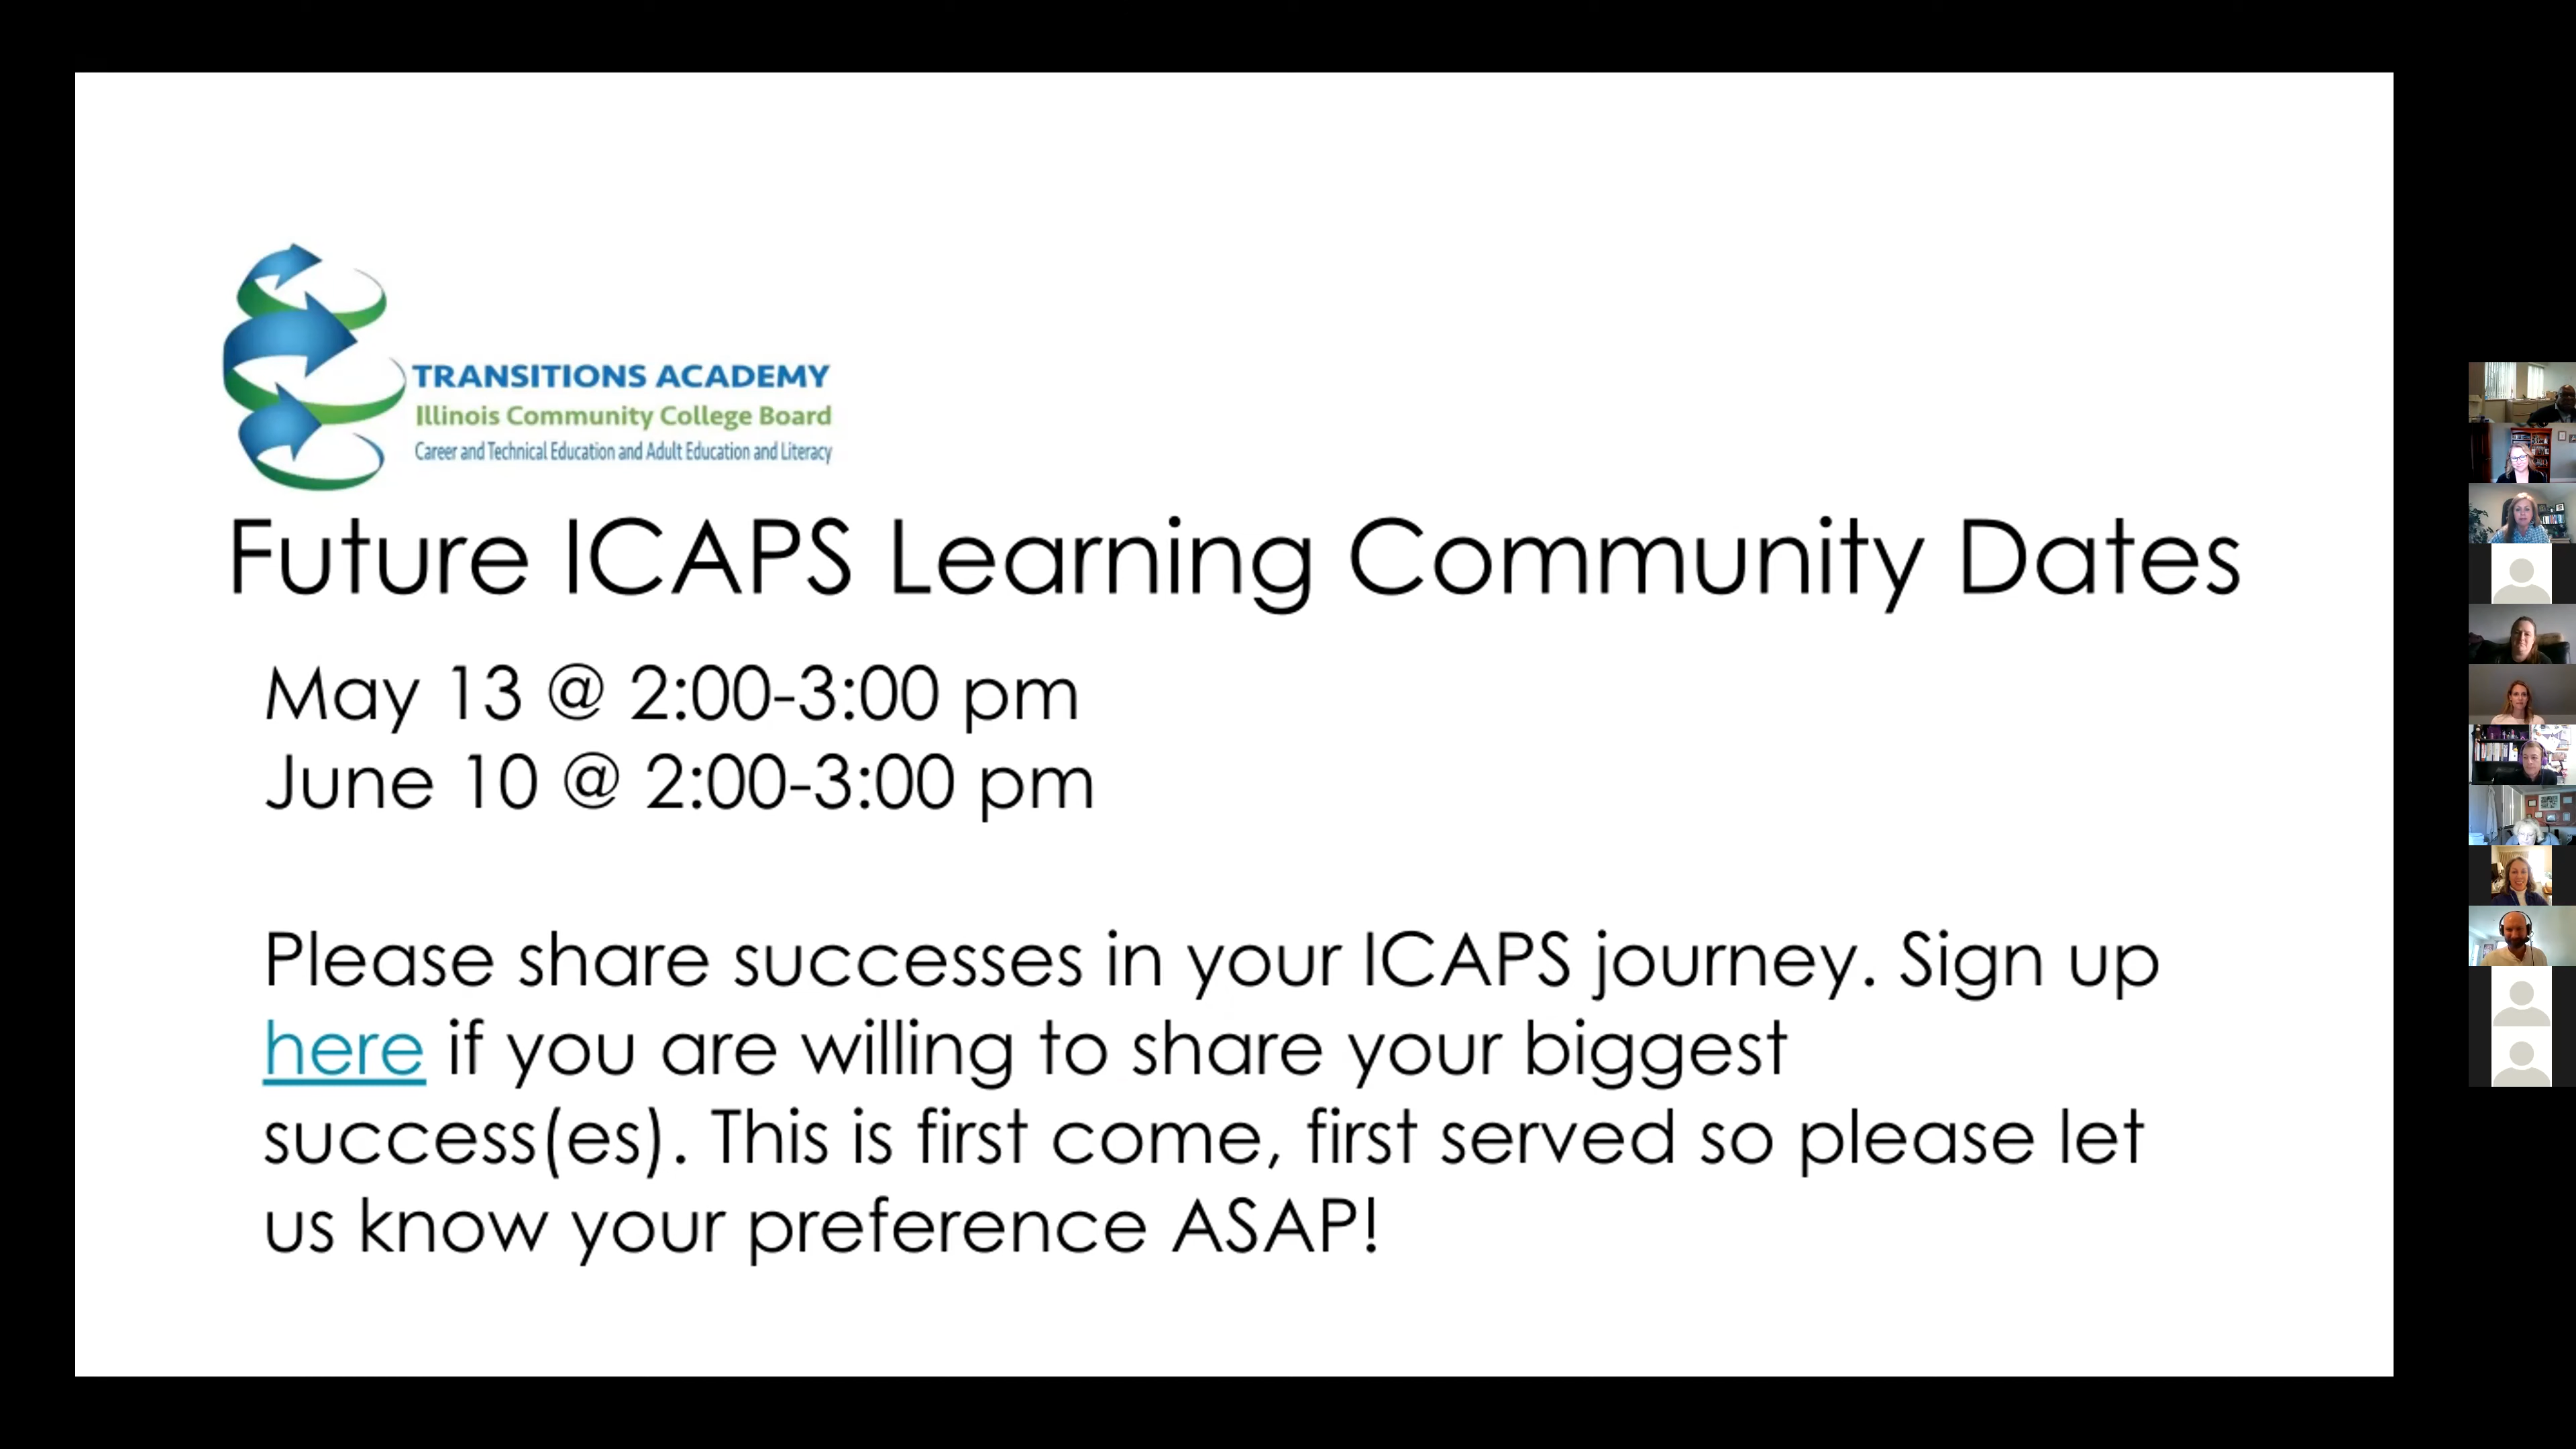 TRANSITIONS ACADEMY
Illinois Community College Board
Career and Technical Education and Adult Education and Literacy
Future ICAPS Learning Community Dates
May 13 @ 2:00-3:00 pm
June 10 @ 2:00-3:00 pm
Please share successes in your ICAPS journey. Sign up
here if you are willing to share your biggest
success(es). This is first come, first served so please let
us know your preference ASAP!